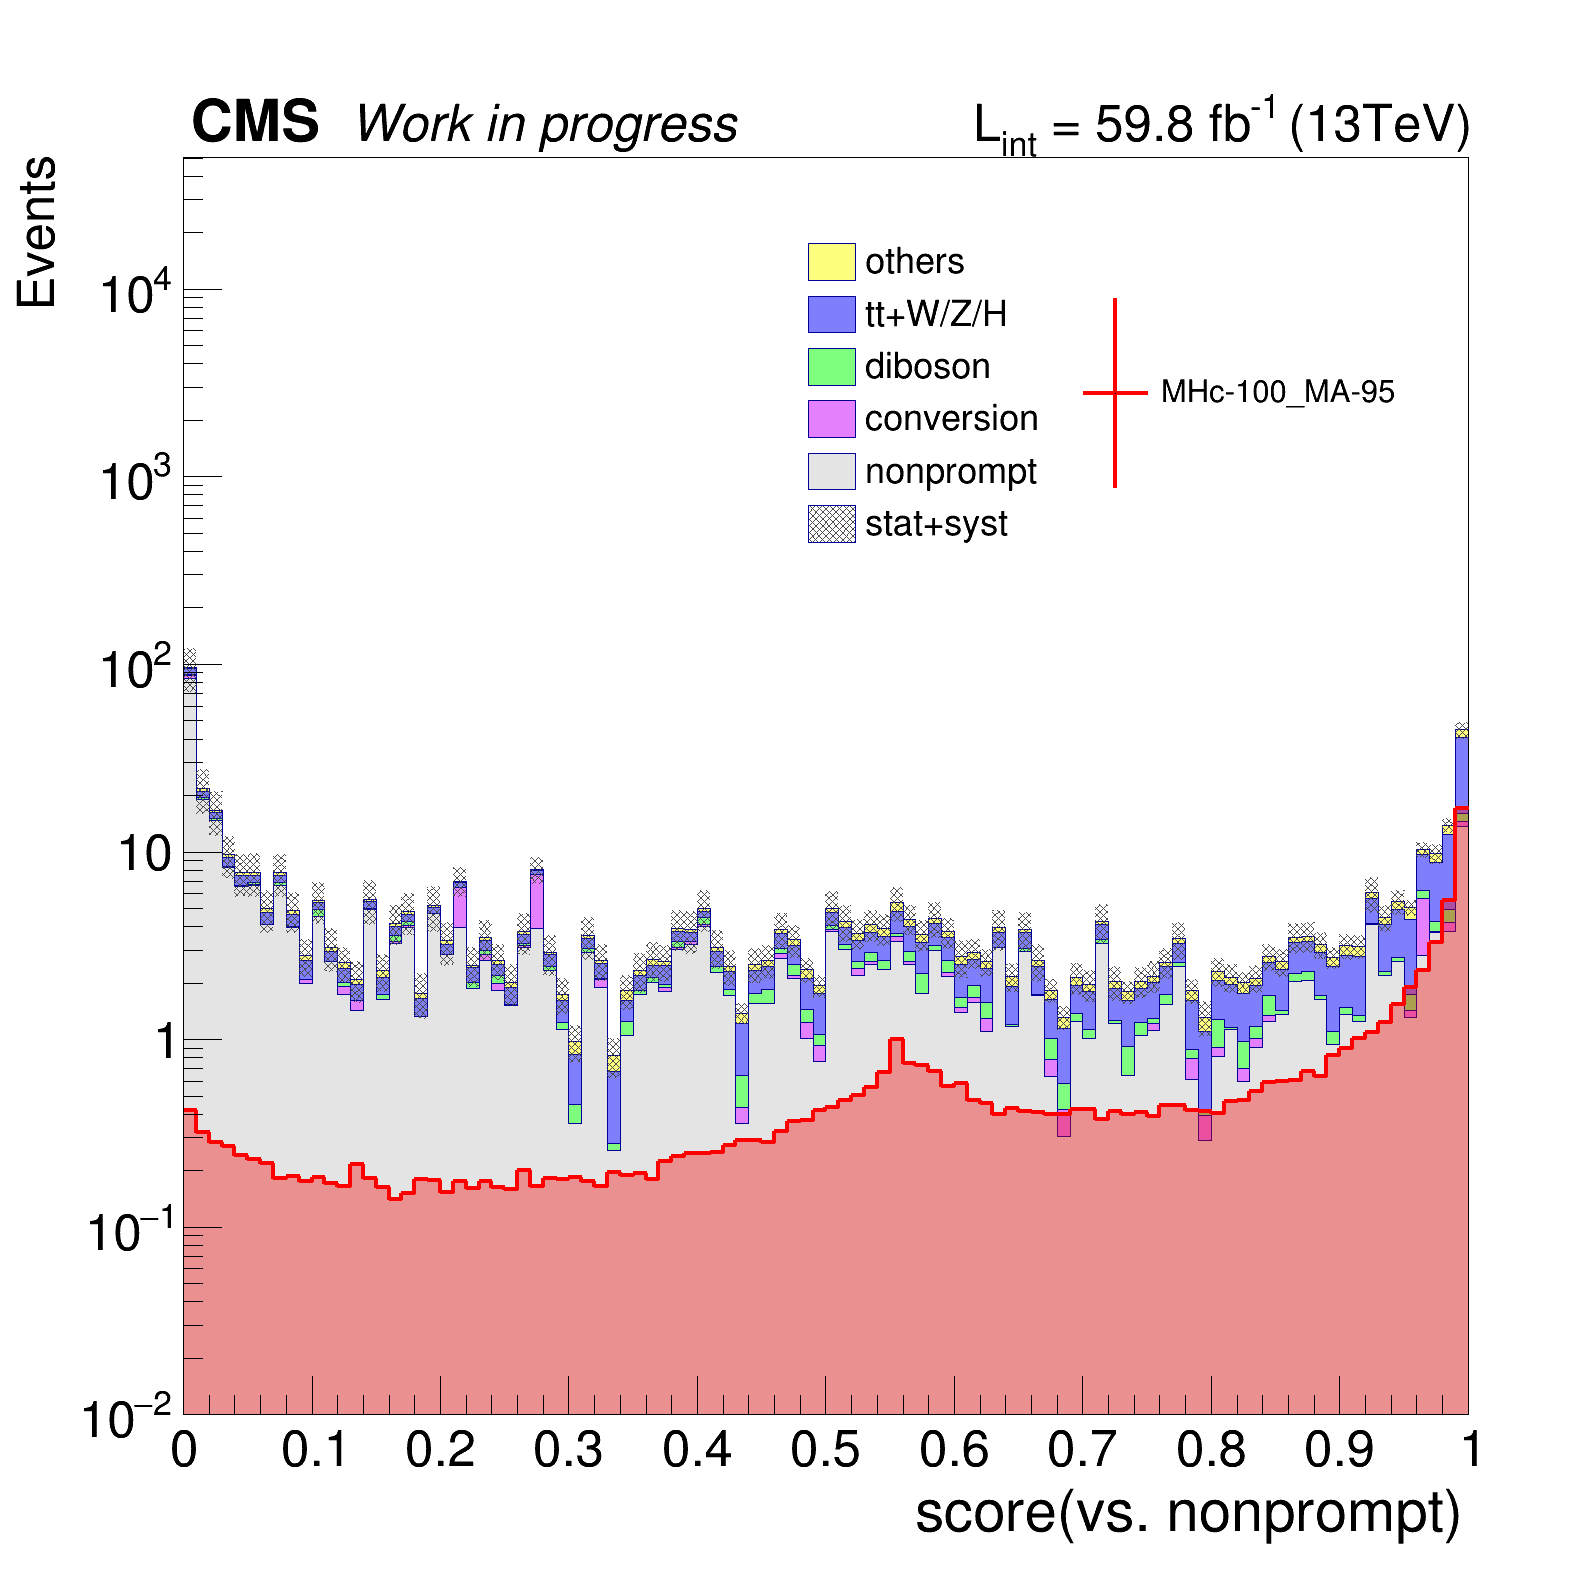 CMS Work in progress
L_int = 59.8 fb^-1 (13TeV)
Events
10^4
10^3
10^2
10
1
10^−1
10^−2
others
tt+W/Z/H
diboson
conversion
nonprompt
stat+syst
MHc-100_MA-95
0 0.1 0.2 0.3 0.4 0.5 0.6 0.7 0.8 0.9 1
score(vs. nonprompt)